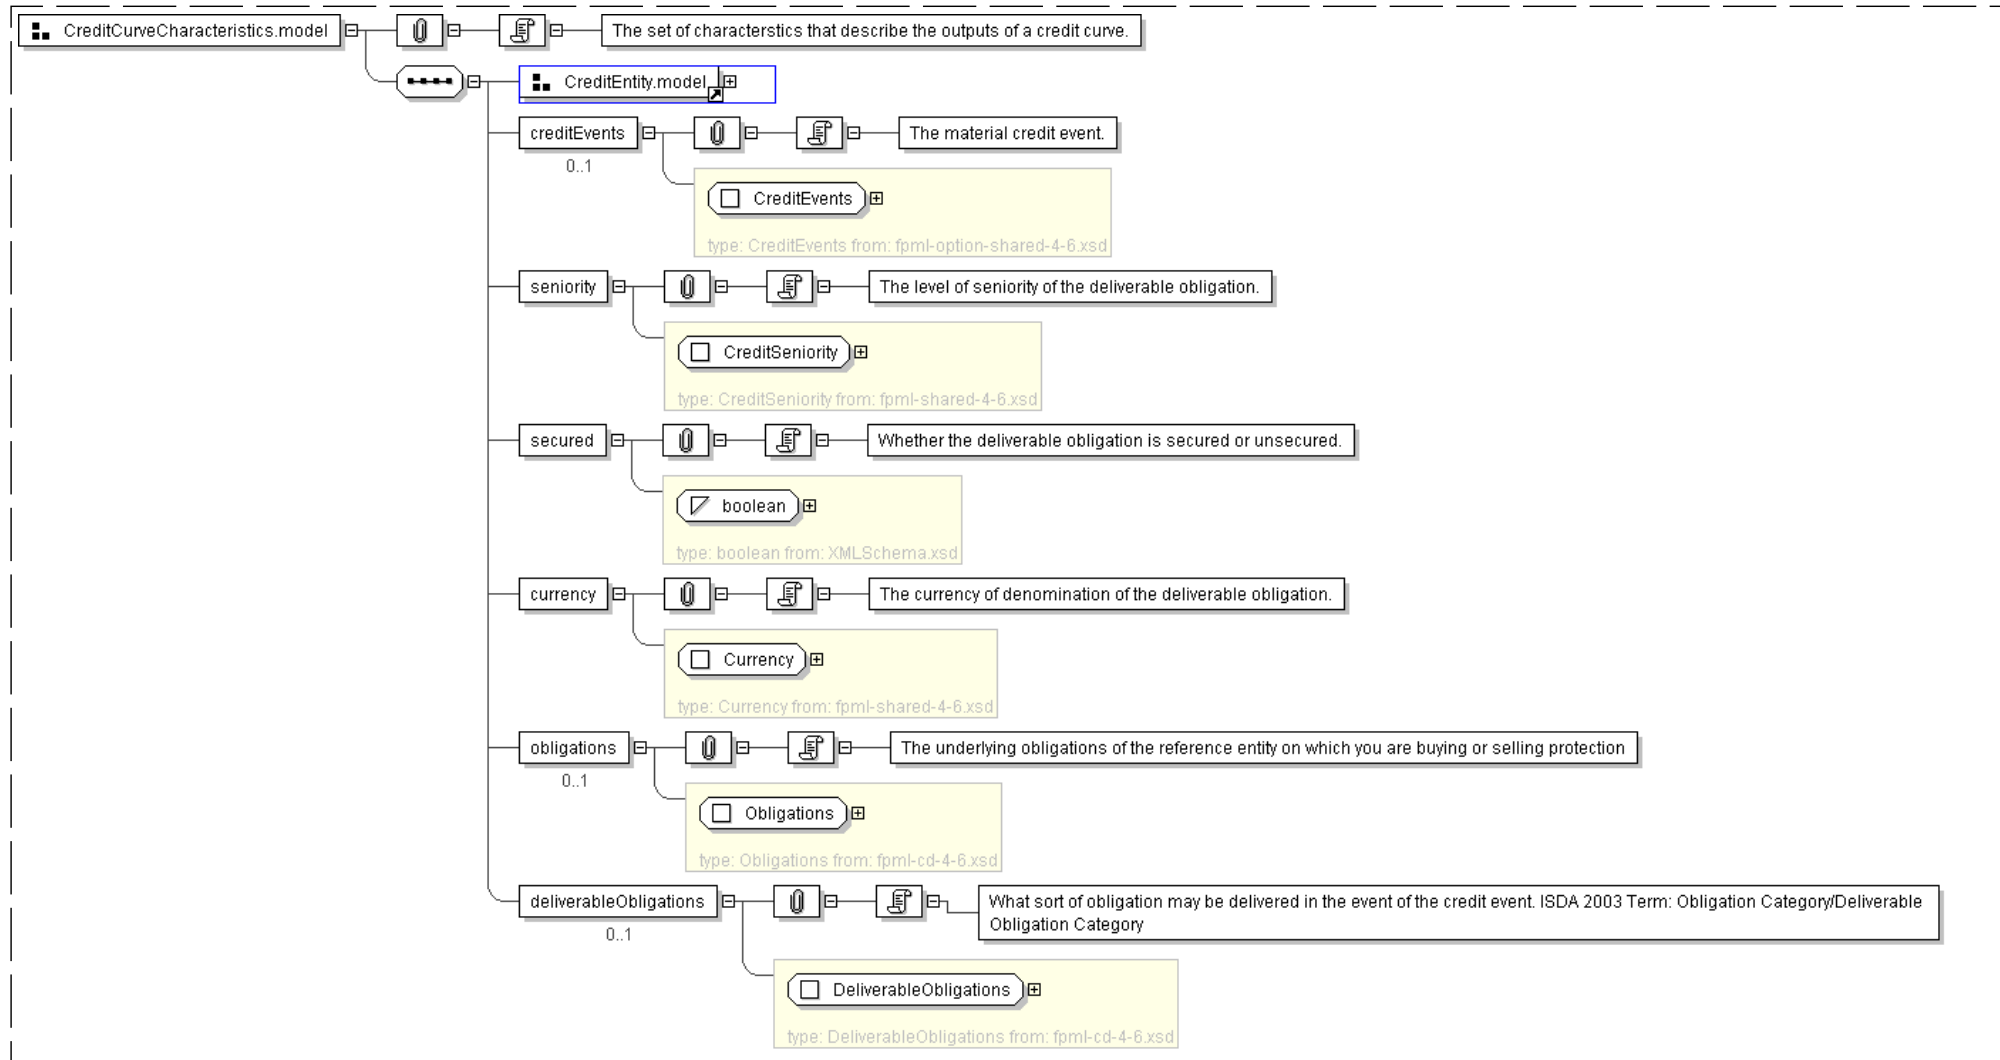 CreditCurveCharacteristics.model
The set of characterstics that describe the outputs of a credit curve.
CreditEntity.model
creditEvents
The material credit event.
0..1
CreditEvents
type: CreditEvents from: fpml-option-shared-4-6.xsd
seniority
The level of seniority of the deliverable obligation.
CreditSeniority
type: CreditSeniority from: fpml-shared-4-6.xsd
secured
Whether the deliverable obligation is secured or unsecured.
boolean
type: boolean from: XMLSchema.xsd
currency
The currency of denomination of the deliverable obligation.
Currency
type: Currency from: fpml-shared-4-6.xsd
obligations
The underlying obligations of the reference entity on which you are buying or selling protection
0..1
Obligations
type: Obligations from: fpml-cd-4-6.xsd
deliverableObligations
What sort of obligation may be delivered in the event of the credit event. ISDA 2003 Term: Obligation Category/Deliverable
Obligation Category
0..1
DeliverableObligations
type: DeliverableObligations from: fpml-cd-4-6.xsd